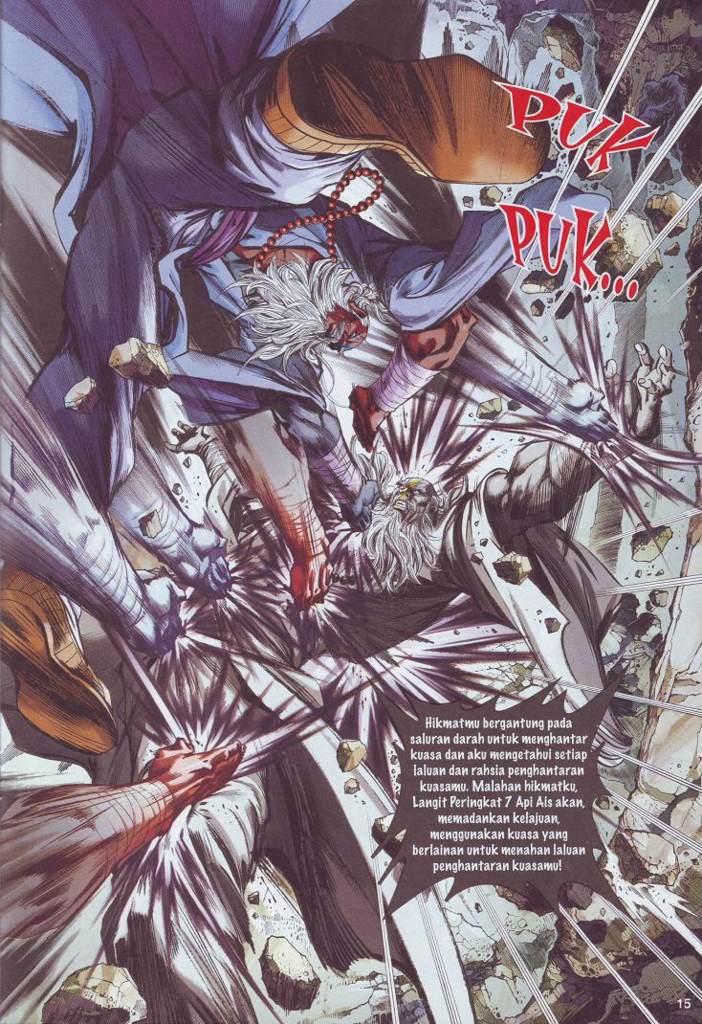 PUK
PUK...
Hikmatmu bergantung pada
saluran darah untuk menghantar
kuasa dan aku mengetahui setiap
laluan dan rahsia penghantaran
kuasamu. Malahan hikmatku,
Langit Peringkat 7 Api Ais akan,
memadankan kelajuan,
menggunakan kuasa yang
berlainan untuk menahan laluan
penghantaran kuasamu!
15